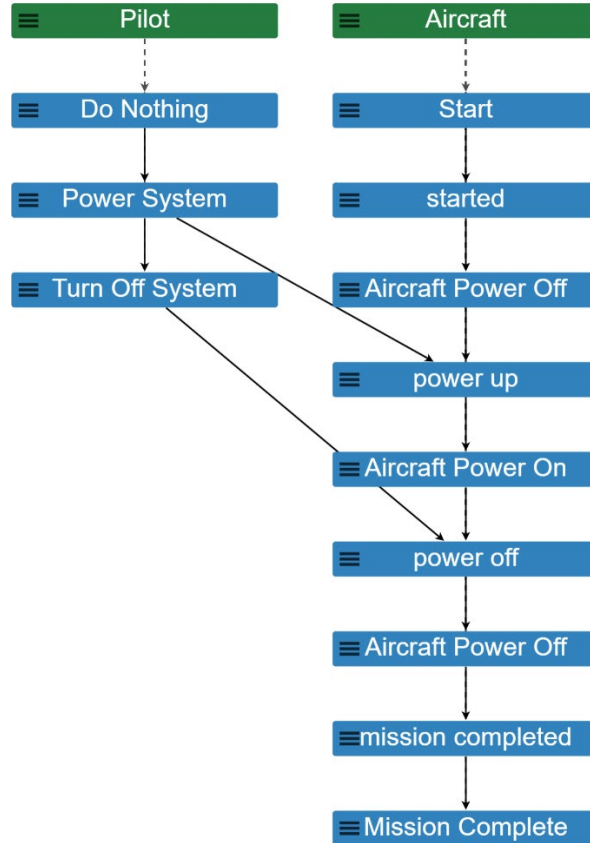 Pilot
Aircraft
Do Nothing
Start
Power System
started
Turn Off System
Aircraft Power Off
power up
Aircraft Power On
power off
Aircraft Power Off
mission completed
Mission Complete